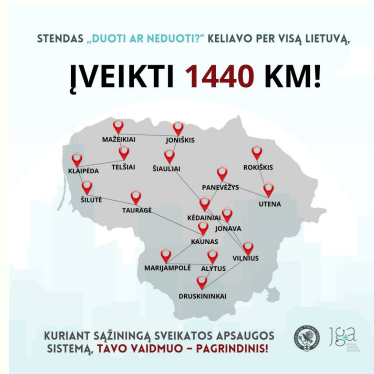 STENDAS „DUOTI AR NEDUOTI?" KELIAVO PER VISĄ LIETUVĄ,
ĮVEIKTI 1440 KM!
MAŽEIKIAI
JONIŠKIS
KLAIPĖDA
TELŠIAI
ŠIAULIAI
ROKIŠKIS
PANEVĖŽYS
ŠILUTĖ
TAURAGĖ
UTENA
KĖDAINIAI
JONAVA
KAUNAS
VILNIUS
MARIJAMPOLĖ
ALYTUS
DRUSKININKAI
KURIANT SĄŽININGĄ SVEIKATOS APSAUGOS
SISTEMĄ, TAVO VAIDMUO – PAGRINDINIS!
jga